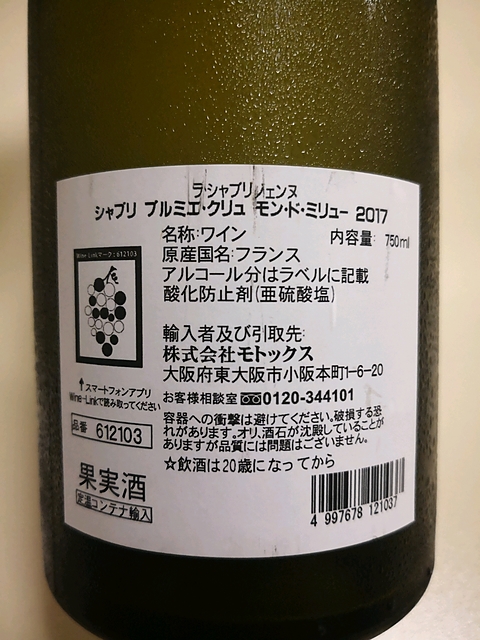 ラ・シャブリジェンヌ
シャブリ プルミエ・クリュ モン・ド・ミリュー 2017
名称:ワイン 内容量: 750ml
原産国名:フランス
アルコール分はラベルに記載
酸化防止剤(亜硫酸塩)
Wine-Linkマーク:612103
輸入者及び引取先:
株式会社モトックス
大阪府東大阪市小阪本町1-6-20
お客様相談室 0120-344101
↑スマートフォンアプリ
Wine-Linkで読み取ってください
容器への衝撃は避けてください。破損する恐
れがあります。オリ、酒石が沈殿していることが
ありますが品質には問題はございません。
品番 612103
☆飲酒は20歳になってから
果実酒
定温コンテナ輸入
4 997678 121037